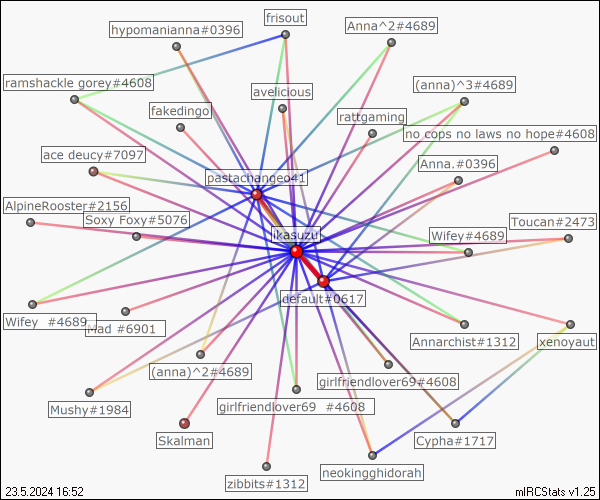 frisout
hypomanianna#0396
Anna^2#4689
ramshackle gorey#4608
avelicious
(anna)^3#4689
fakedingo
rattgaming
no cops no laws no hope#4608
ace deucy#7097
Anna.#0396
pastachangeo41
AlpineRooster#2156
Soxy Foxy#5076
Toucan#2473
jikasuzu
Wifey#4689
default#0617
Wifey #4689
Mad #6901
Annarchist#1312
xenoyaut
(anna)^2#4689
girlfriendlover69#4608
Mushy#1984
girlfriendlover69 #4608
Skalman
Cypha#1717
zibbits#1312
neokingghidorah
23.5.2024 16:52
mIRCStats v1.25